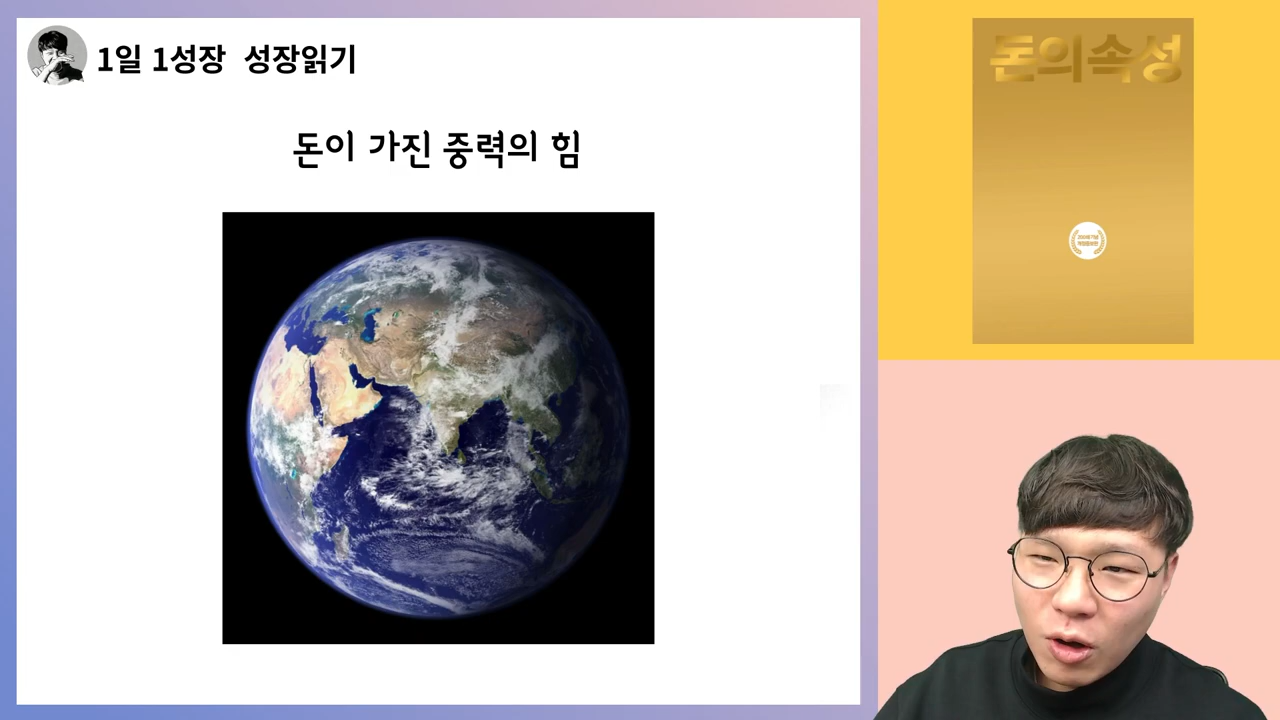 1일 1성장 성장읽기
돈이 가진 중력의 힘
돈의속성